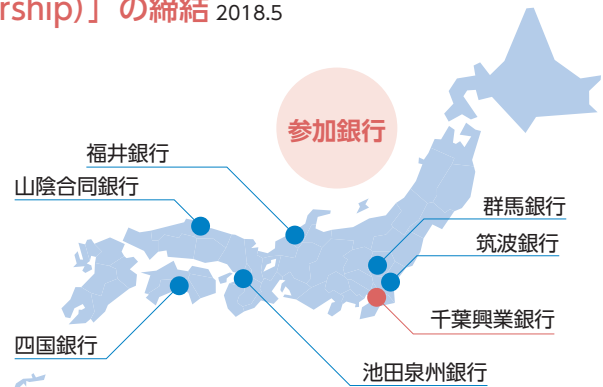 rship)」の締結 2018.5
参加銀行
福井銀行
山陰合同銀行
群馬銀行
筑波銀行
千葉興業銀行
四国銀行
池田泉州銀行